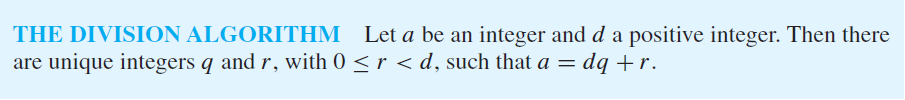 THE DIVISION ALGORITHM Let a be an integer and d a positive integer. Then there
are unique integers q and r, with 0 ≤ r < d, such that a = dq + r.